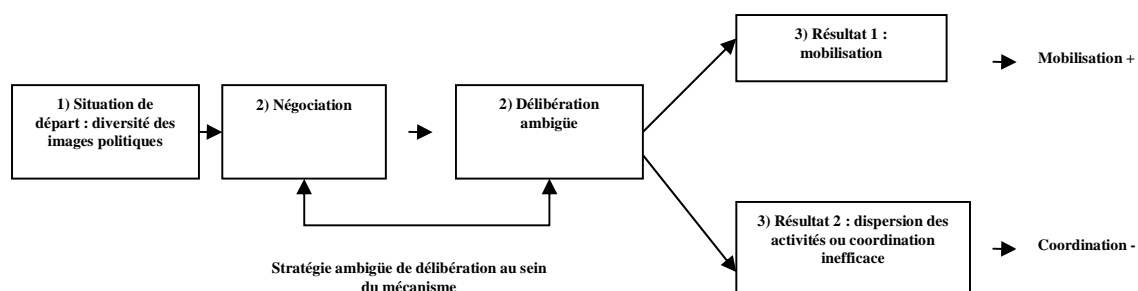 3) Résultat 1 :
mobilisation
Mobilisation +
1) Situation de
départ : diversité des
images politiques
2) Négociation
2) Délibération
ambigüe
3) Résultat 2 : dispersion des
activités ou coordination
inefficace
Coordination -
Stratégie ambigüe de délibération au sein
du mécanisme